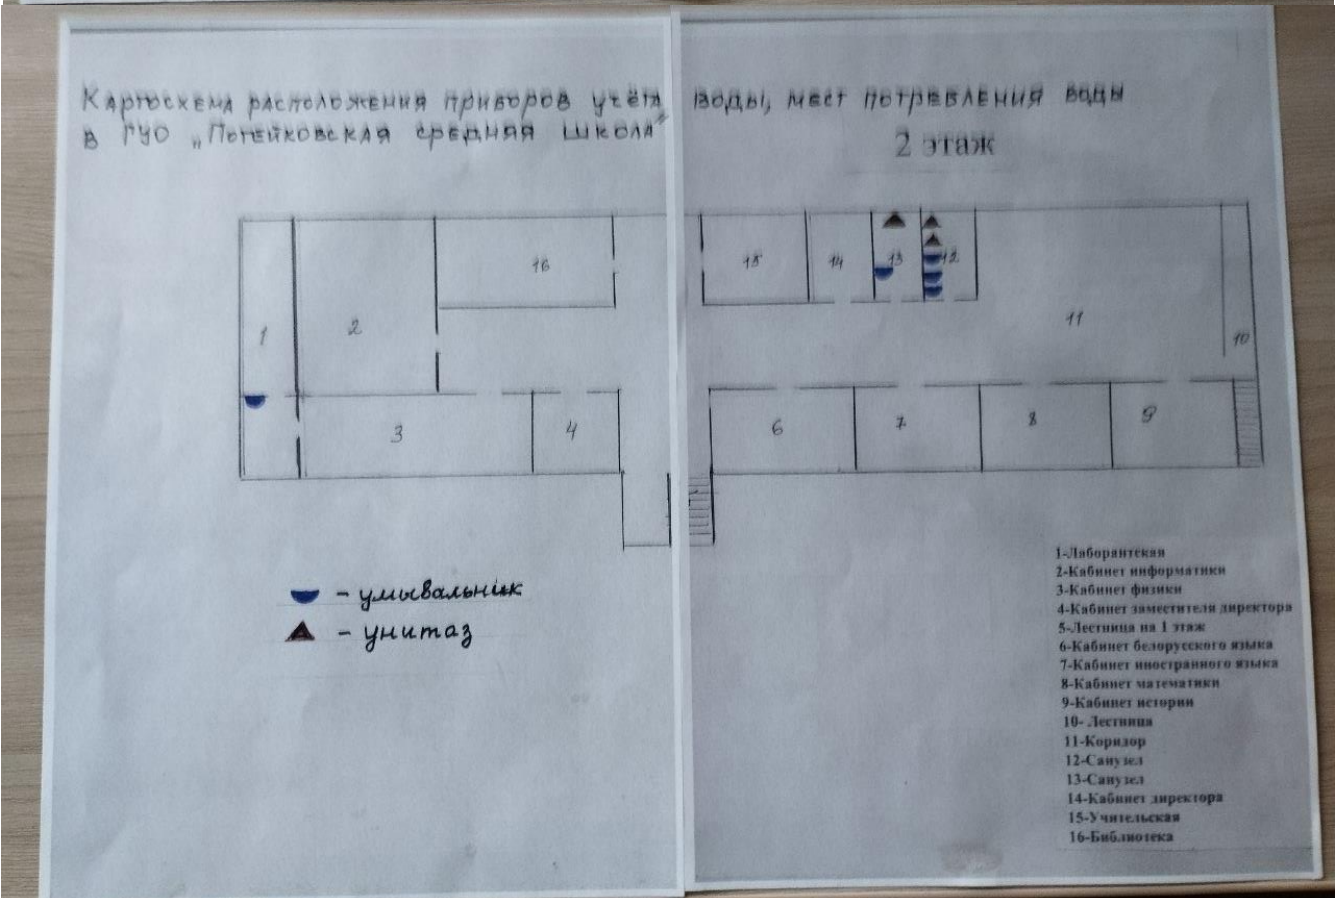 Картосхема расположения приборов учёта воды, мест потребления воды
в ГУО „Потейковская средняя школа”
2 этаж
16
15
14
13
12
1
2
11
10
3
4
6
7
8
9
- умывальник
- унитаз
1-Лаборантская
2-Кабинет информатики
3-Кабинет физики
4-Кабинет заместителя директора
5-Лестница на 1 этаж
6-Кабинет белорусского языка
7-Кабинет иностранного языка
8-Кабинет математики
9-Кабинет истории
10- Лестница
11-Коридор
12-Санузел
13-Санузел
14-Кабинет директора
15-Учительская
16-Библиотека